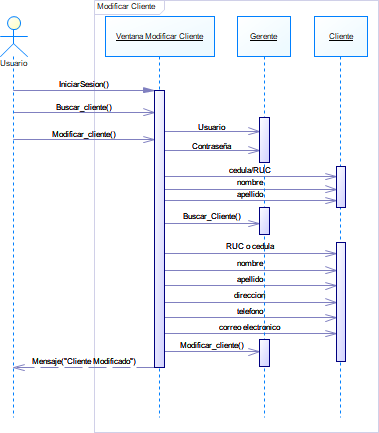 Modificar Cliente
Ventana Modificar Cliente
Gerente
Cliente
Usuario
IniciarSesion()
Buscar_cliente()
Usuario
Modificar_cliente()
Contraseña
cedula/RUC
nombre
apellido
Buscar_Cliente()
RUC o cedula
nombre
apellido
direccion
telefono
correo electronico
Modificar_cliente()
Mensaje("Cliente Modificado")